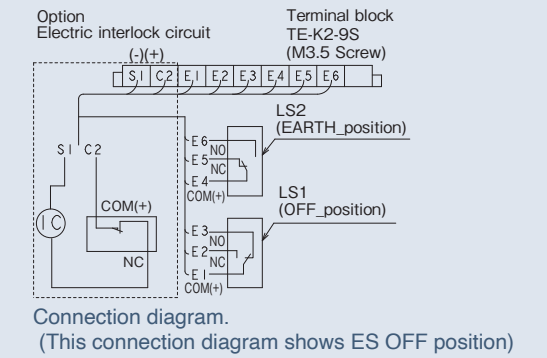 Option
Electric interlock circuit
Terminal block
TE-K2-9S
(M3.5 Screw)
(-)(+)
S1 C2 E1 E2 E3 E4 E5 E6
LS2
(EARTH_position)
E6
NO
E5
NC
E4
COM(+)
S1 C2
LS1
(OFF_position)
COM(+)
IC
NC
E3
NO
E2
NC
E1
COM(+)
Connection diagram.
(This connection diagram shows ES OFF position)